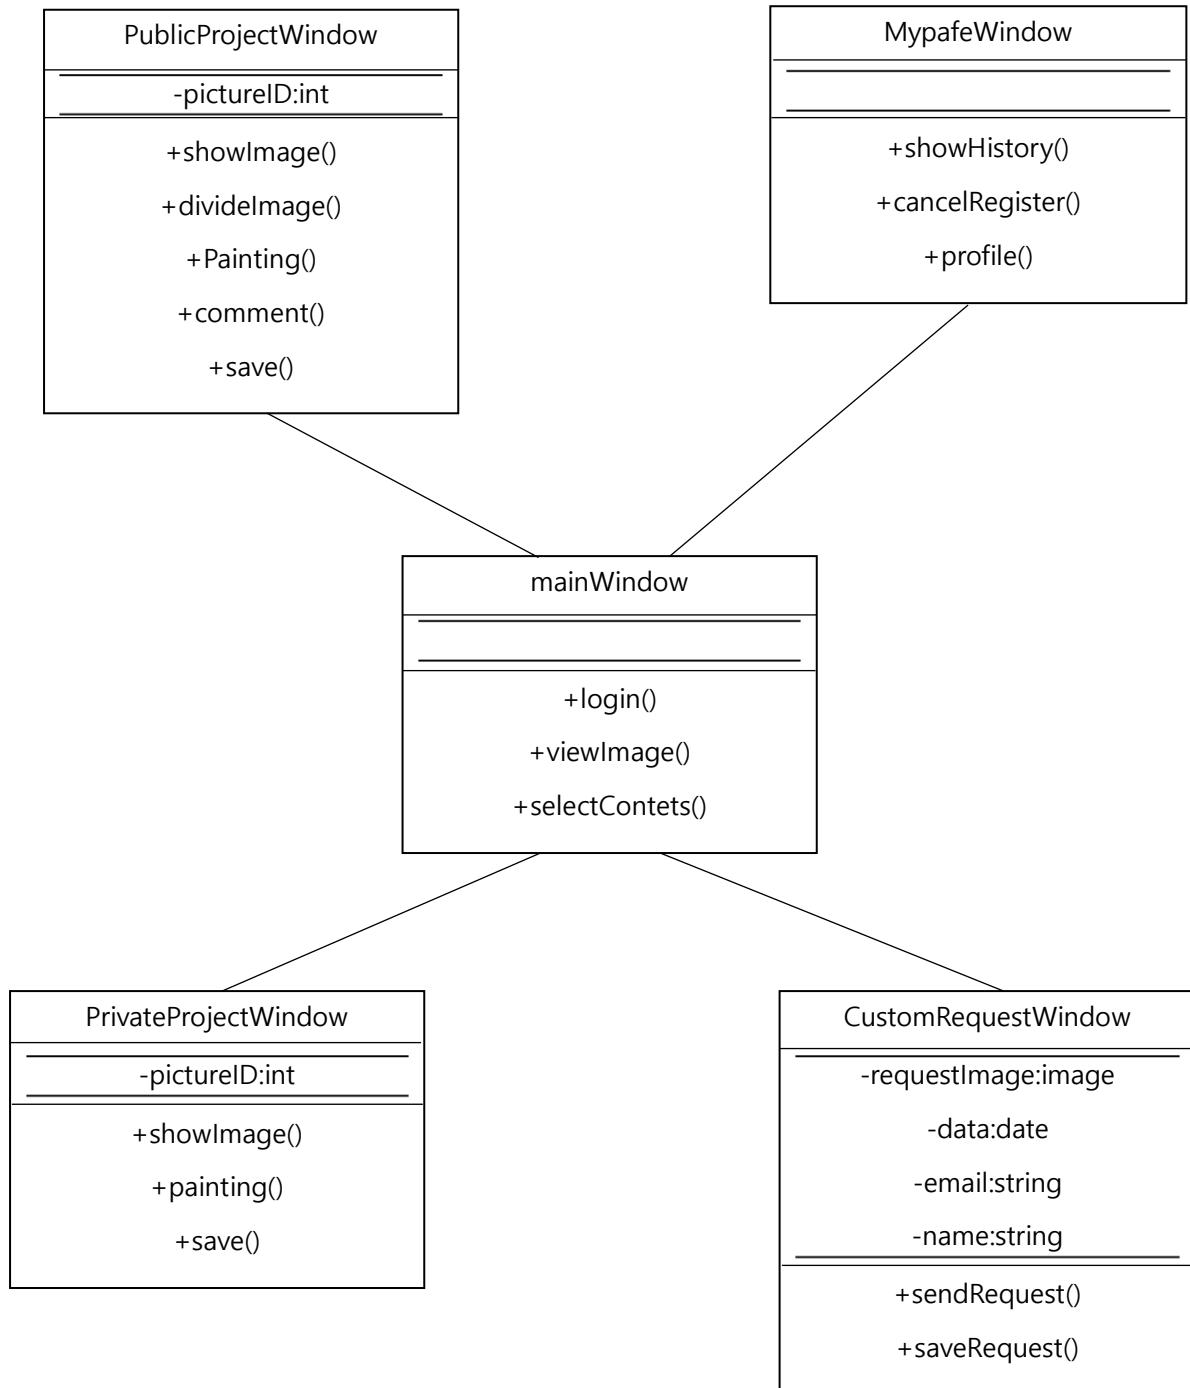 PublicProjectWindow
-pictureID:int
+showImage()
+divideImage()
+Painting()
+comment()
+save()
MypafeWindow
+showHistory()
+cancelRegister()
+profile()
mainWindow
+login()
+viewImage()
+selectContets()
PrivateProjectWindow
-pictureID:int
+showImage()
+painting()
+save()
CustomRequestWindow
-requestImage:image
-data:date
-email:string
-name:string
+sendRequest()
+saveRequest()